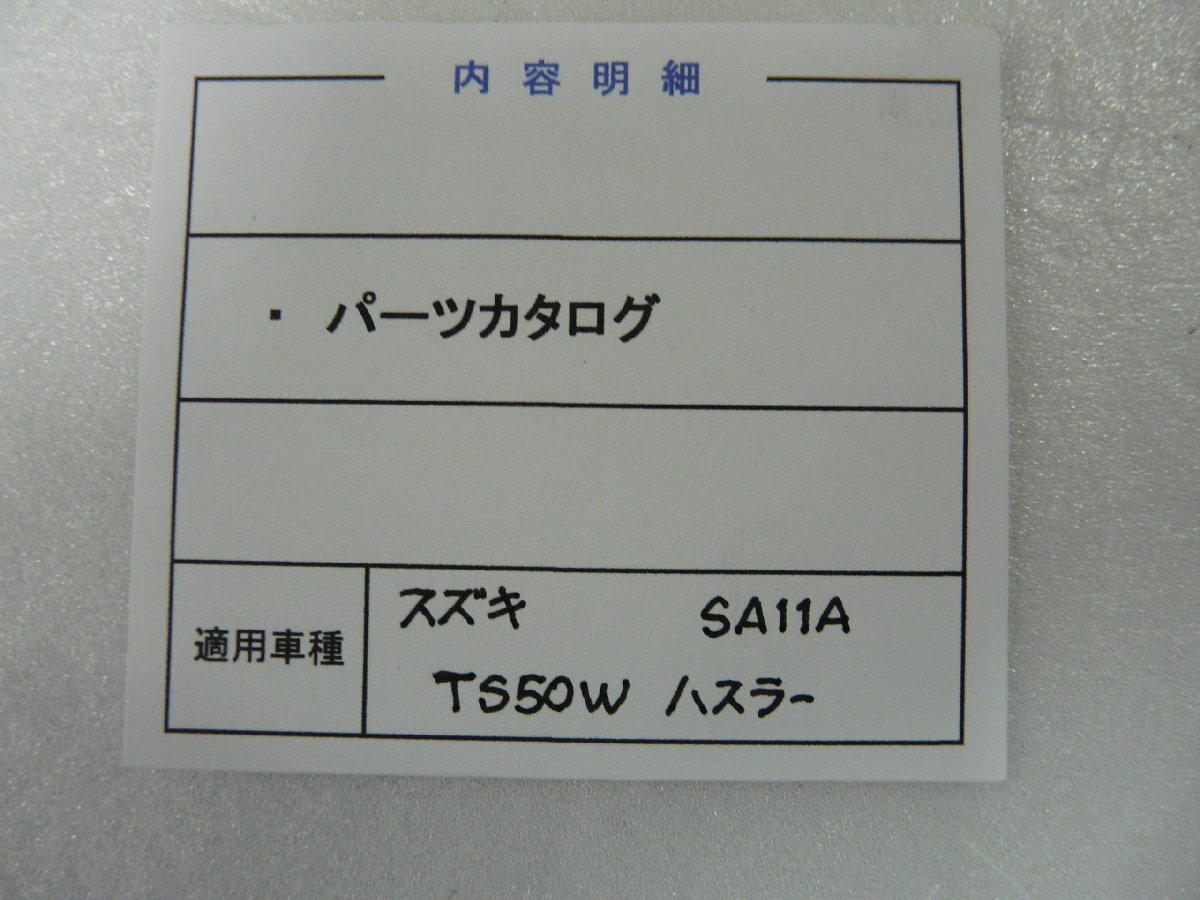 内容明細
・ パーツカタログ
適用車種
スズキ SA11A
TS50W ハスラー